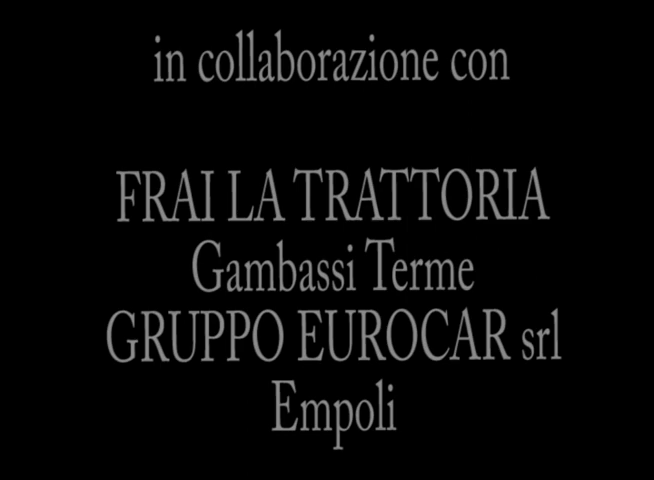 in collaborazione con
FRAI LA TRATTORIA
Gambassi Terme
GRUPPO EUROCAR srl
Empoli